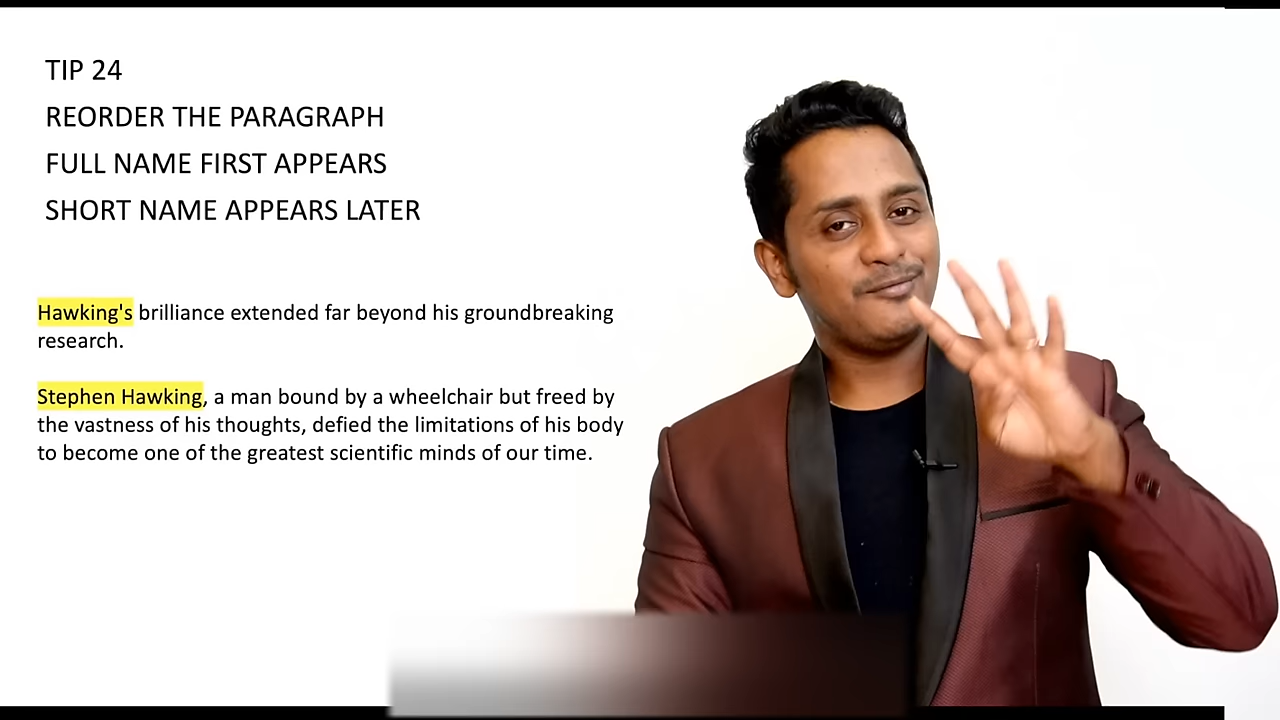 TIP 24
REORDER THE PARAGRAPH
FULL NAME FIRST APPEARS
SHORT NAME APPEARS LATER
Hawking's brilliance extended far beyond his groundbreaking
research.
Stephen Hawking, a man bound by a wheelchair but freed by
the vastness of his thoughts, defied the limitations of his body
to become one of the greatest scientific minds of our time.